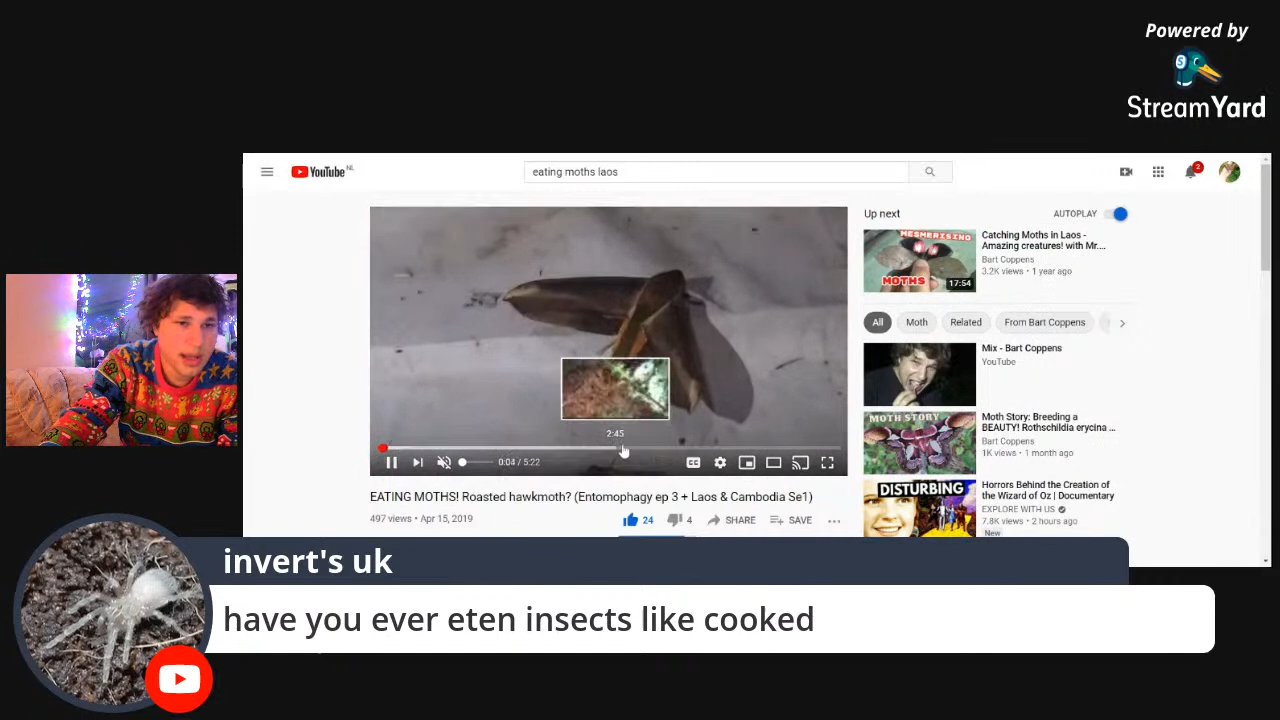 Powered by
StreamYard
YouTube NL
eating moths laos
2
Up next
AUTOPLAY
MESMERISING
MOTHS
17:54
Catching Moths in Laos -
Amazing creatures! with Mr....
Bart Coppens
3.2K views • 1 year ago
All
Moth
Related
From Bart Coppens
Mix - Bart Coppens
YouTube
MOTH STORY
Moth Story: Breeding a
BEAUTY! Rothschildia erycina ...
Bart Coppens
1K views • 1 month ago
DISTURBING
Horrors Behind the Creation of
the Wizard of Oz | Documentary
EXPLORE WITH US
7.8K views • 2 hours ago
New
2:45
0:04 / 5:22
CC
EATING MOTHS! Roasted hawkmoth? (Entomophagy ep 3 + Laos & Cambodia Se1)
497 views • Apr 15, 2019
24
4
SHARE
SAVE
invert's uk
have you ever eten insects like cooked